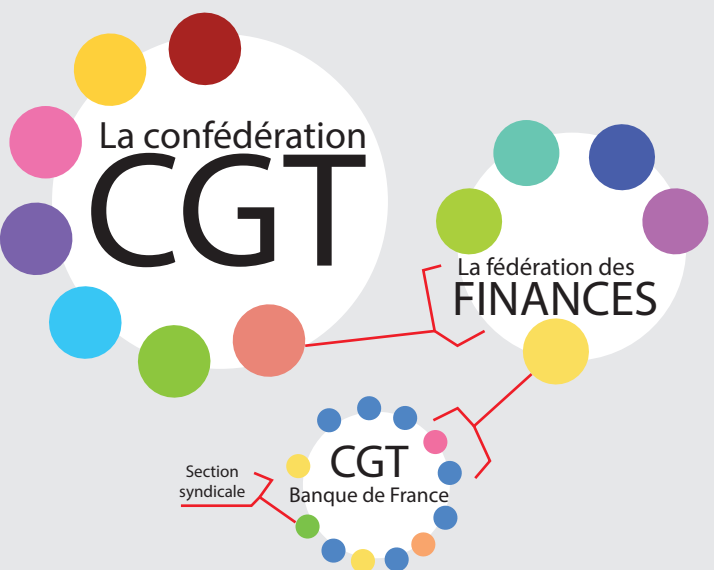 La confédération
CGT
La fédération des
FINANCES
CGT
Banque de France
Section
syndicale